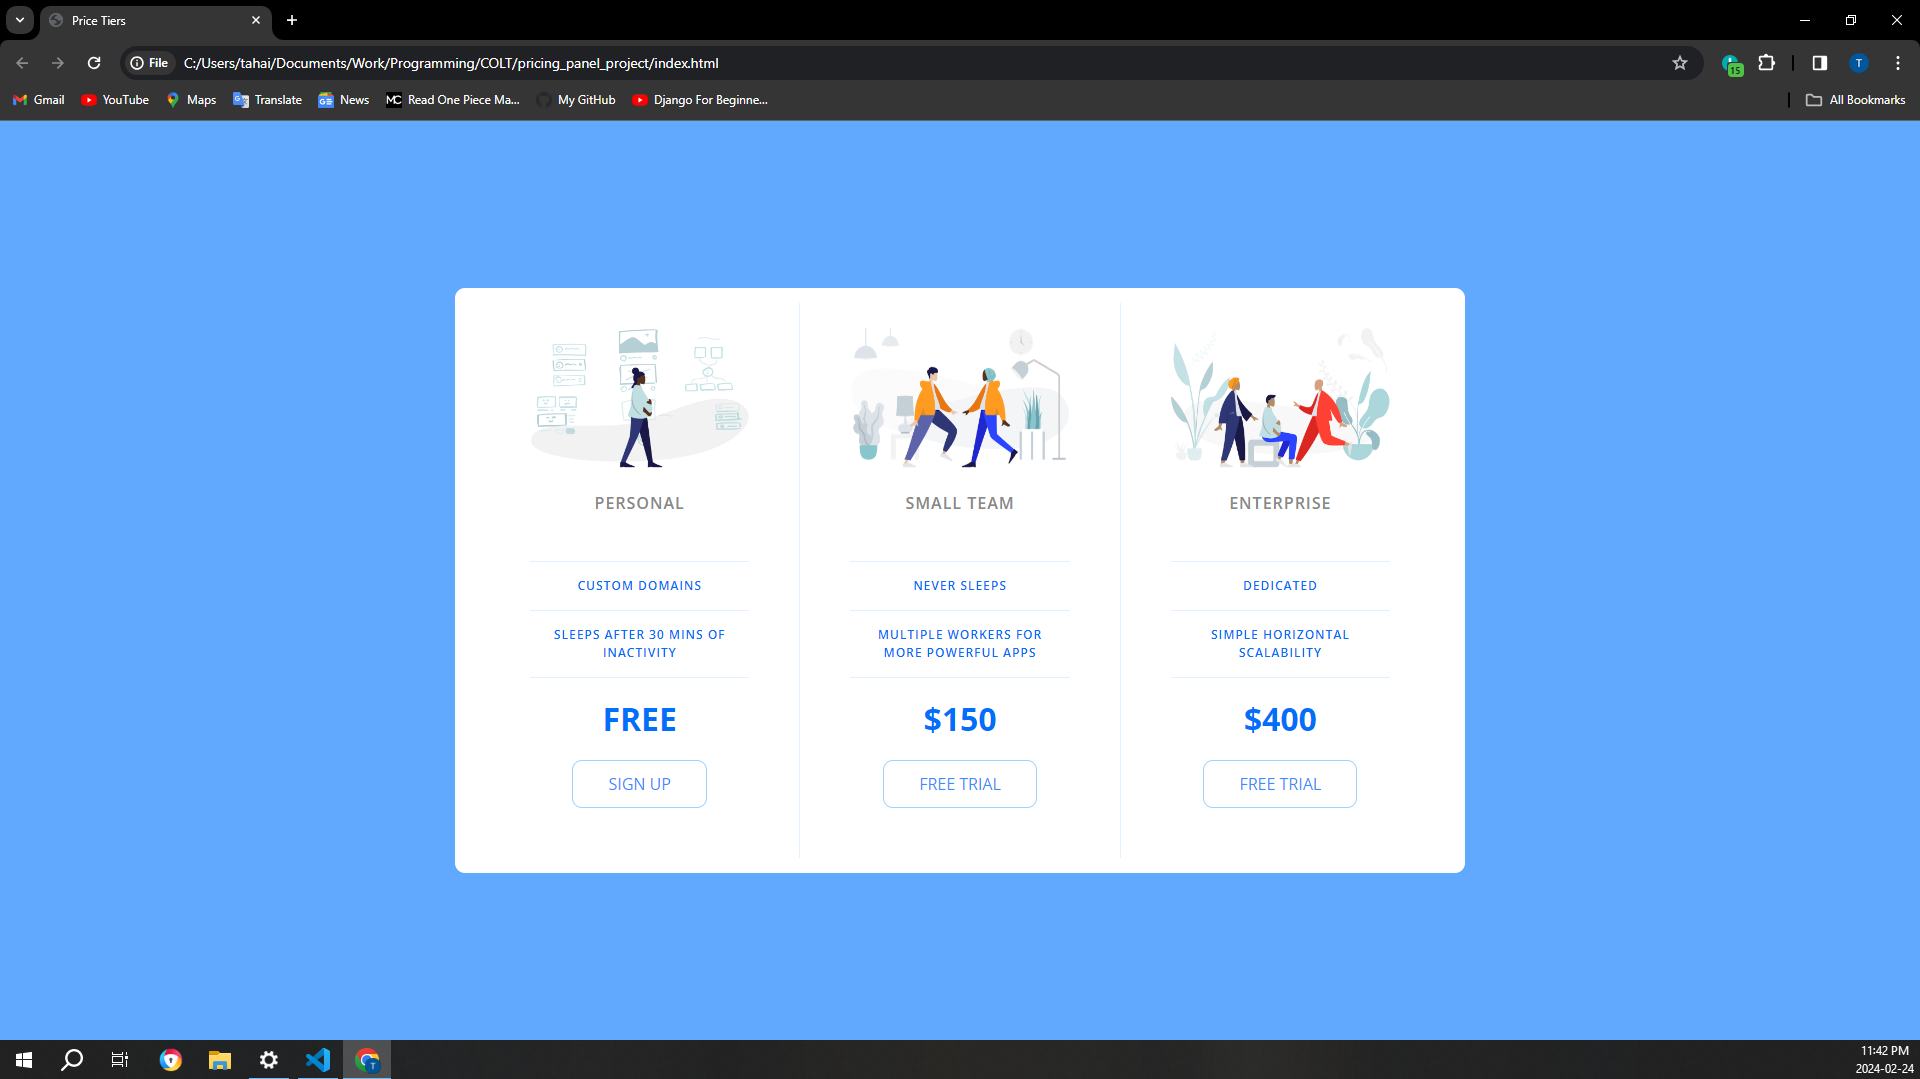 Price Tiers
File
C:/Users/tahai/Documents/Work/Programming/COLT/pricing_panel_project/index.html
15
T
Gmail
YouTube
Maps
Translate
News
MC
Read One Piece Ma...
My GitHub
Django For Beginne...
All Bookmarks
PERSONAL
CUSTOM DOMAINS
SLEEPS AFTER 30 MINS OF
INACTIVITY
FREE
SIGN UP
SMALL TEAM
NEVER SLEEPS
MULTIPLE WORKERS FOR
MORE POWERFUL APPS
$150
FREE TRIAL
ENTERPRISE
DEDICATED
SIMPLE HORIZONTAL
SCALABILITY
$400
FREE TRIAL
T
11:42 PM
2024-02-24